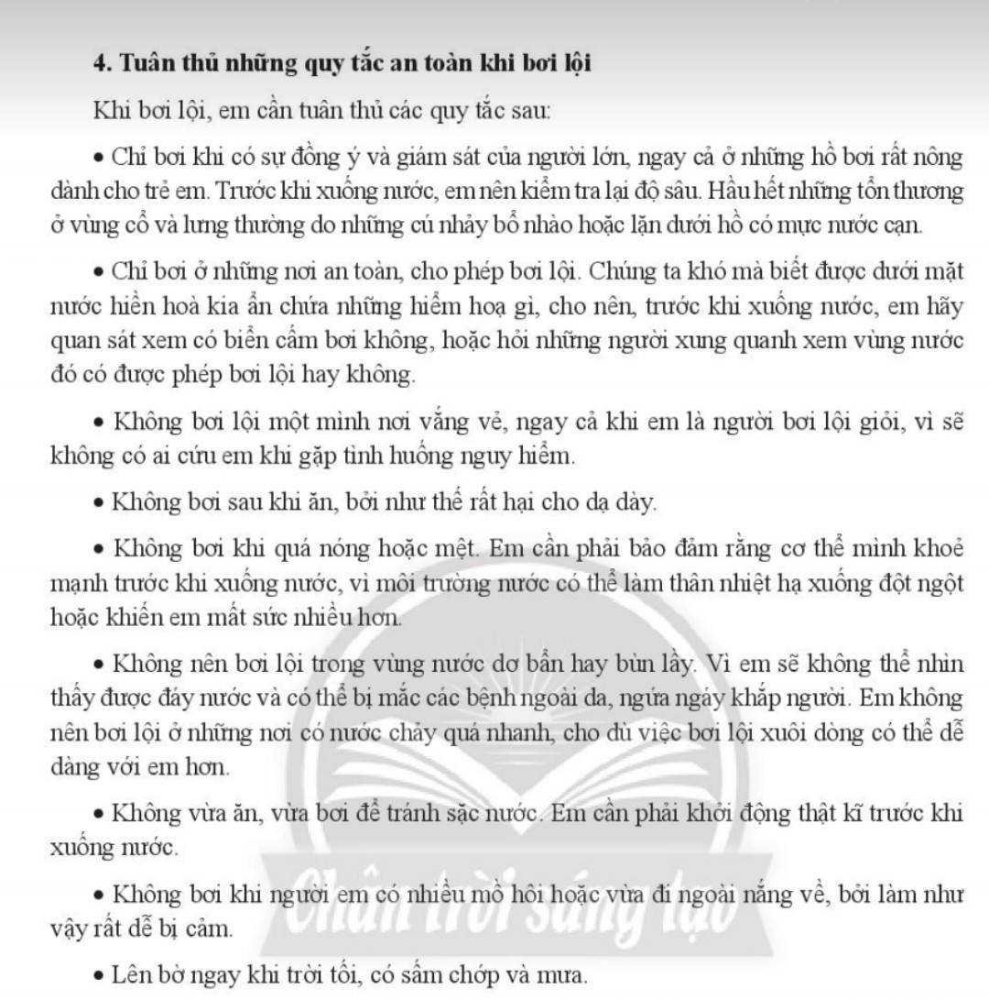 4. Tuân thủ những quy tắc an toàn khi bơi lội
Khi bơi lội, em cần tuân thủ các quy tắc sau:
• Chỉ bơi khi có sự đồng ý và giám sát của người lớn, ngay cả ở những hồ bơi rất nông
dành cho trẻ em. Trước khi xuống nước, em nên kiểm tra lại độ sâu. Hầu hết những tổn thương
ở vùng cổ và lưng thường do những cú nhảy bổ nhào hoặc lặn dưới hồ có mực nước cạn.
• Chỉ bơi ở những nơi an toàn, cho phép bơi lội. Chúng ta khó mà biết được dưới mặt
nước hiền hoà kia ẩn chứa những hiểm hoạ gì, cho nên, trước khi xuống nước, em hãy
quan sát xem có biển cấm bơi không, hoặc hỏi những người xung quanh xem vùng nước
đó có được phép bơi lội hay không.
• Không bơi lội một mình nơi vắng vẻ, ngay cả khi em là người bơi lội giỏi, vì sẽ
không có ai cứu em khi gặp tình huống nguy hiểm.
• Không bơi sau khi ăn, bởi như thế rất hại cho dạ dày.
• Không bơi khi quá nóng hoặc mệt. Em cần phải bảo đảm rằng cơ thể mình khoẻ
mạnh trước khi xuống nước, vì môi trường nước có thể làm thân nhiệt hạ xuống đột ngột
hoặc khiến em mất sức nhiều hơn.
• Không nên bơi lội trong vùng nước dơ bẩn hay bùn lầy. Vì em sẽ không thể nhìn
thấy được đáy nước và có thể bị mắc các bệnh ngoài da, ngứa ngáy khắp người. Em không
nên bơi lội ở những nơi có nước chảy quá nhanh, cho dù việc bơi lội xuôi dòng có thể dễ
dàng với em hơn.
• Không vừa ăn, vừa bơi để tránh sặc nước. Em cần phải khởi động thật kĩ trước khi
xuống nước.
• Không bơi khi người em có nhiều mồ hôi hoặc vừa đi ngoài nắng về, bởi làm như
vậy rất dễ bị cảm.
Chân trời sáng tạo
• Lên bờ ngay khi trời tối, có sấm chớp và mưa.